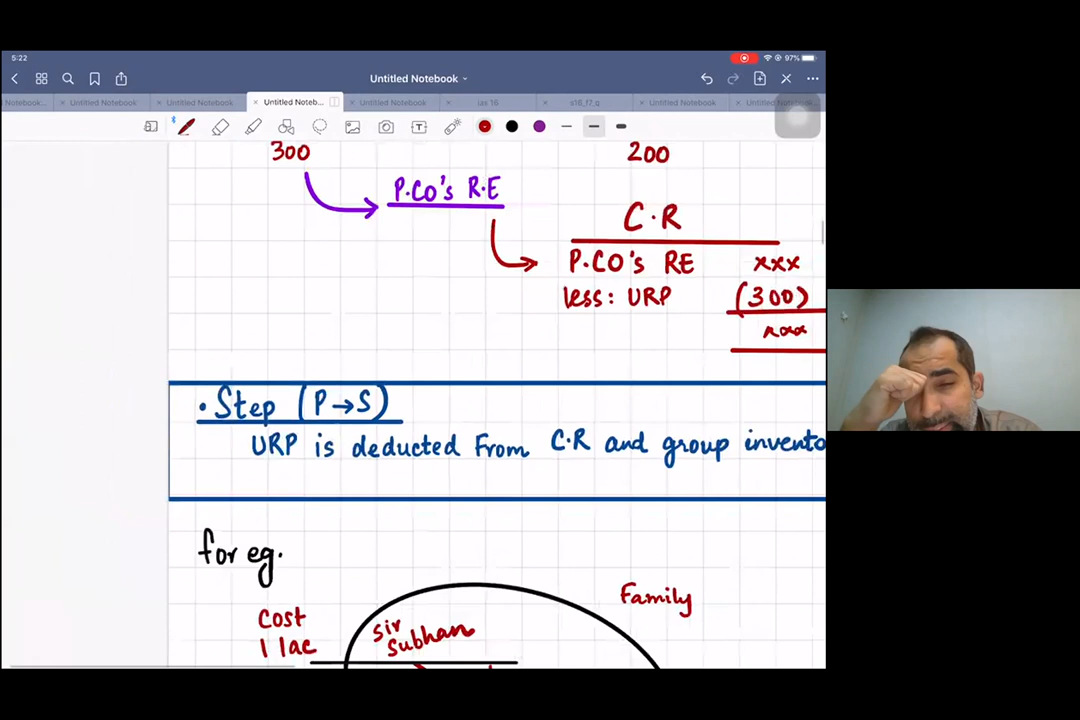 5:22
97%
Untitled Notebook
Notebook...
Untitled Notebook
Untitled Notebook
Untitled Noteb...
Untitled Notebook
ias 16
s18_f7_q
Untitled Notebook
300
200
P.CO's R.E
C.R
P.CO's RE xxx
less: URP (300)
xxx
• Step (P→S)
URP is deducted From C.R and group invento
for eg.
Family
Cost
1 lac
sir
Subhan